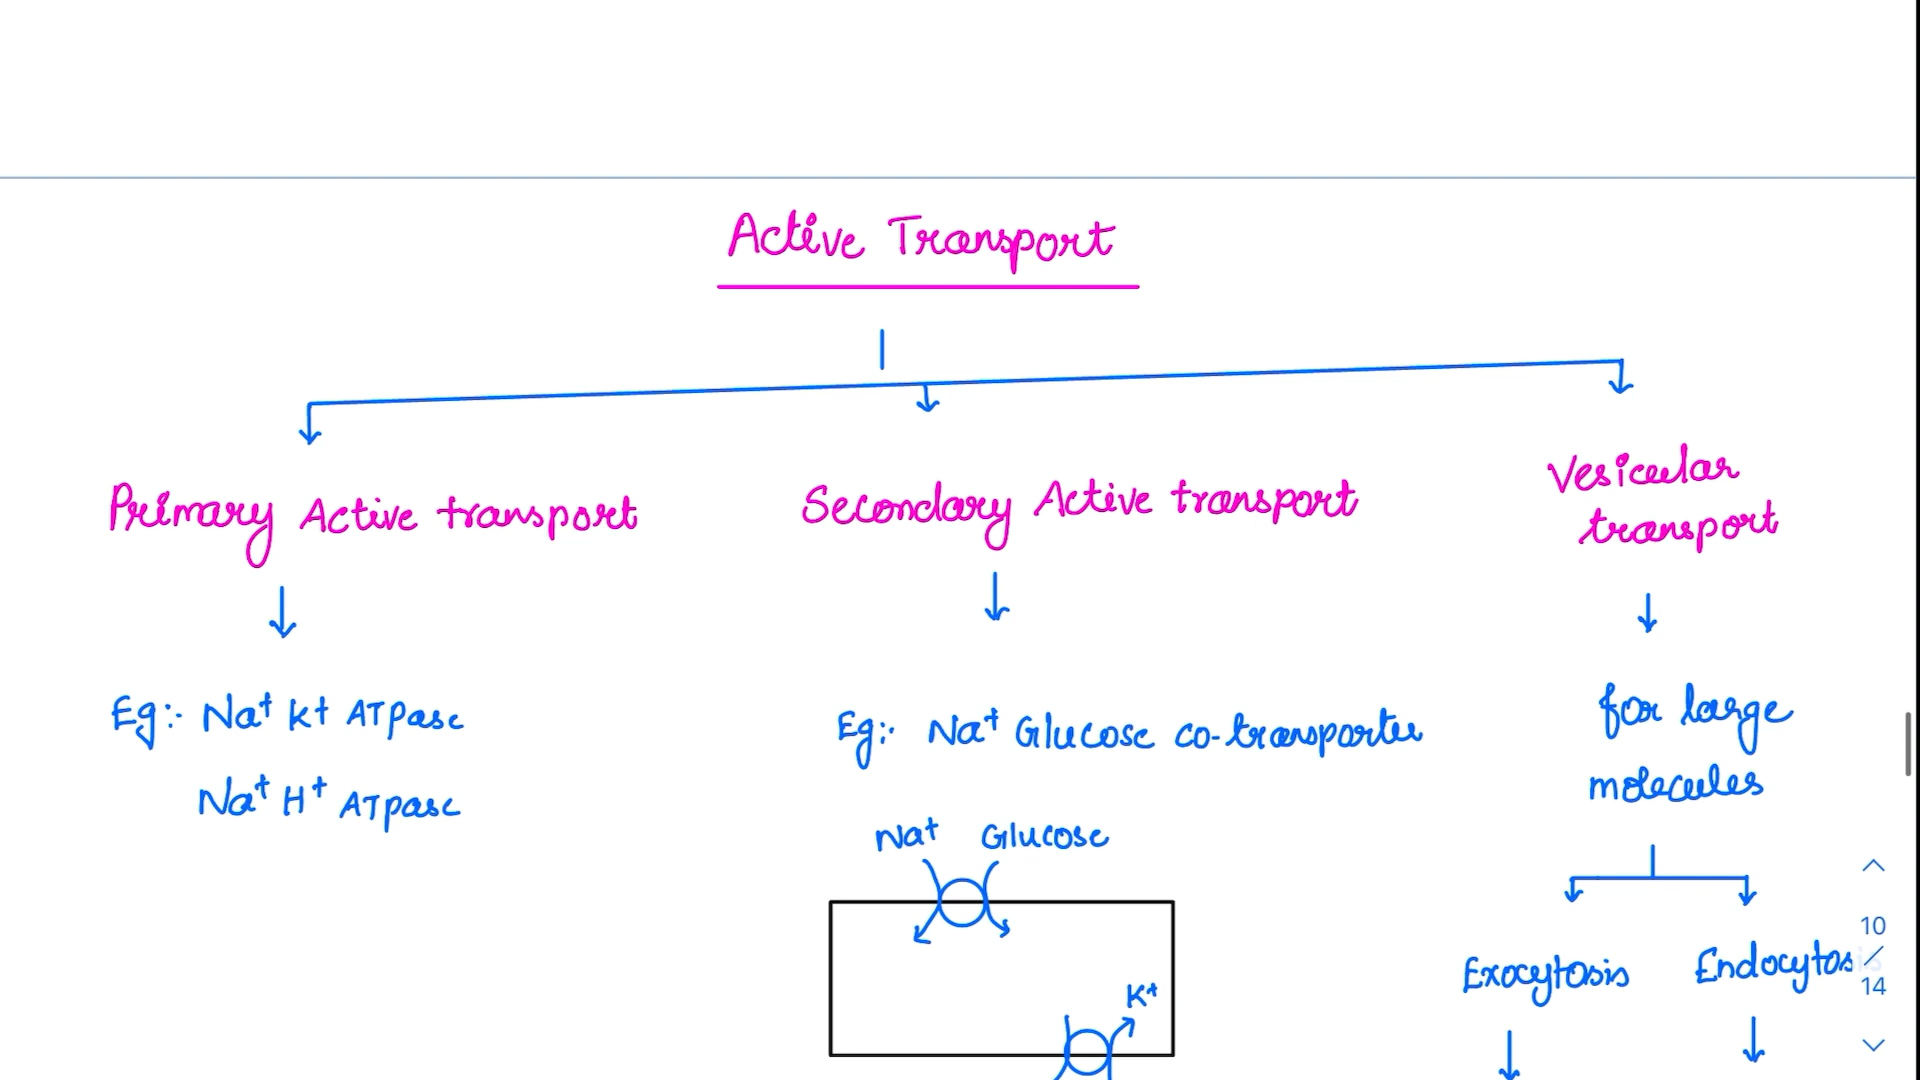 Active Transport
Primary Active transport
Secondary Active transport
Vesicular
transport
Eg:- Na+ K+ ATPase
Na+ H+ ATPase
Eg:- Na+ Glucose co-transporter
Na+ Glucose
K+
for large
molecules
Exocytosis
Endocytosis
10
/
14